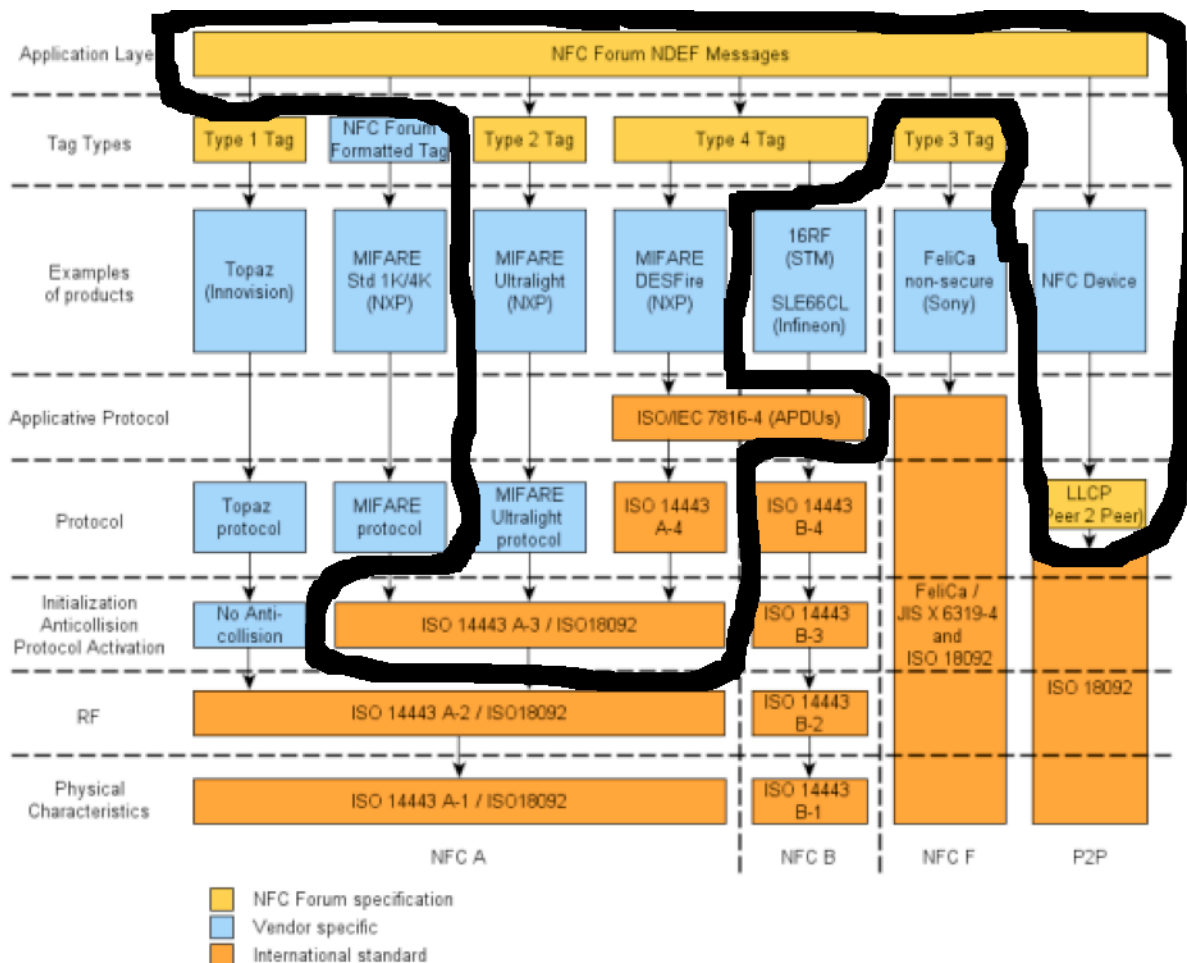 Application Laye
NFC Forum NDEF Messages
Tag Types
Type 1 Tag
NFC Forum
Formatted Tag
Type 2 Tag
Type 4 Tag
Type 3 Tag
Examples
of products
Topaz
(Innovision)
MIFARE
Std 1K/4K
(NXP)
MIFARE
Ultralight
(NXP)
MIFARE
DESFire
(NXP)
16RF
(STM)
SLE66CL
(Infineon)
FeliCa
non-secure
(Sony)
NFC Device
Applicative Protocol
ISO/IEC 7816-4 (APDUs)
Protocol
Topaz
protocol
MIFARE
protocol
MIFARE
Ultralight
protocol
ISO 14443
A-4
ISO 14443
B-4
LLCP
Peer 2 Peer)
Initialization
Anticollision
Protocol Activation
No Anti-
collision
ISO 14443 A-3 / ISO18092
ISO 14443
B-3
FeliCa /
JIS X 6319-4
and
ISO 18092
ISO 18092
RF
ISO 14443 A-2 / ISO18092
ISO 14443
B-2
Physical
Characteristics
ISO 14443 A-1 / ISO18092
ISO 14443
B-1
NFC A
NFC B
NFC F
P2P
NFC Forum specification
Vendor specific
International standard